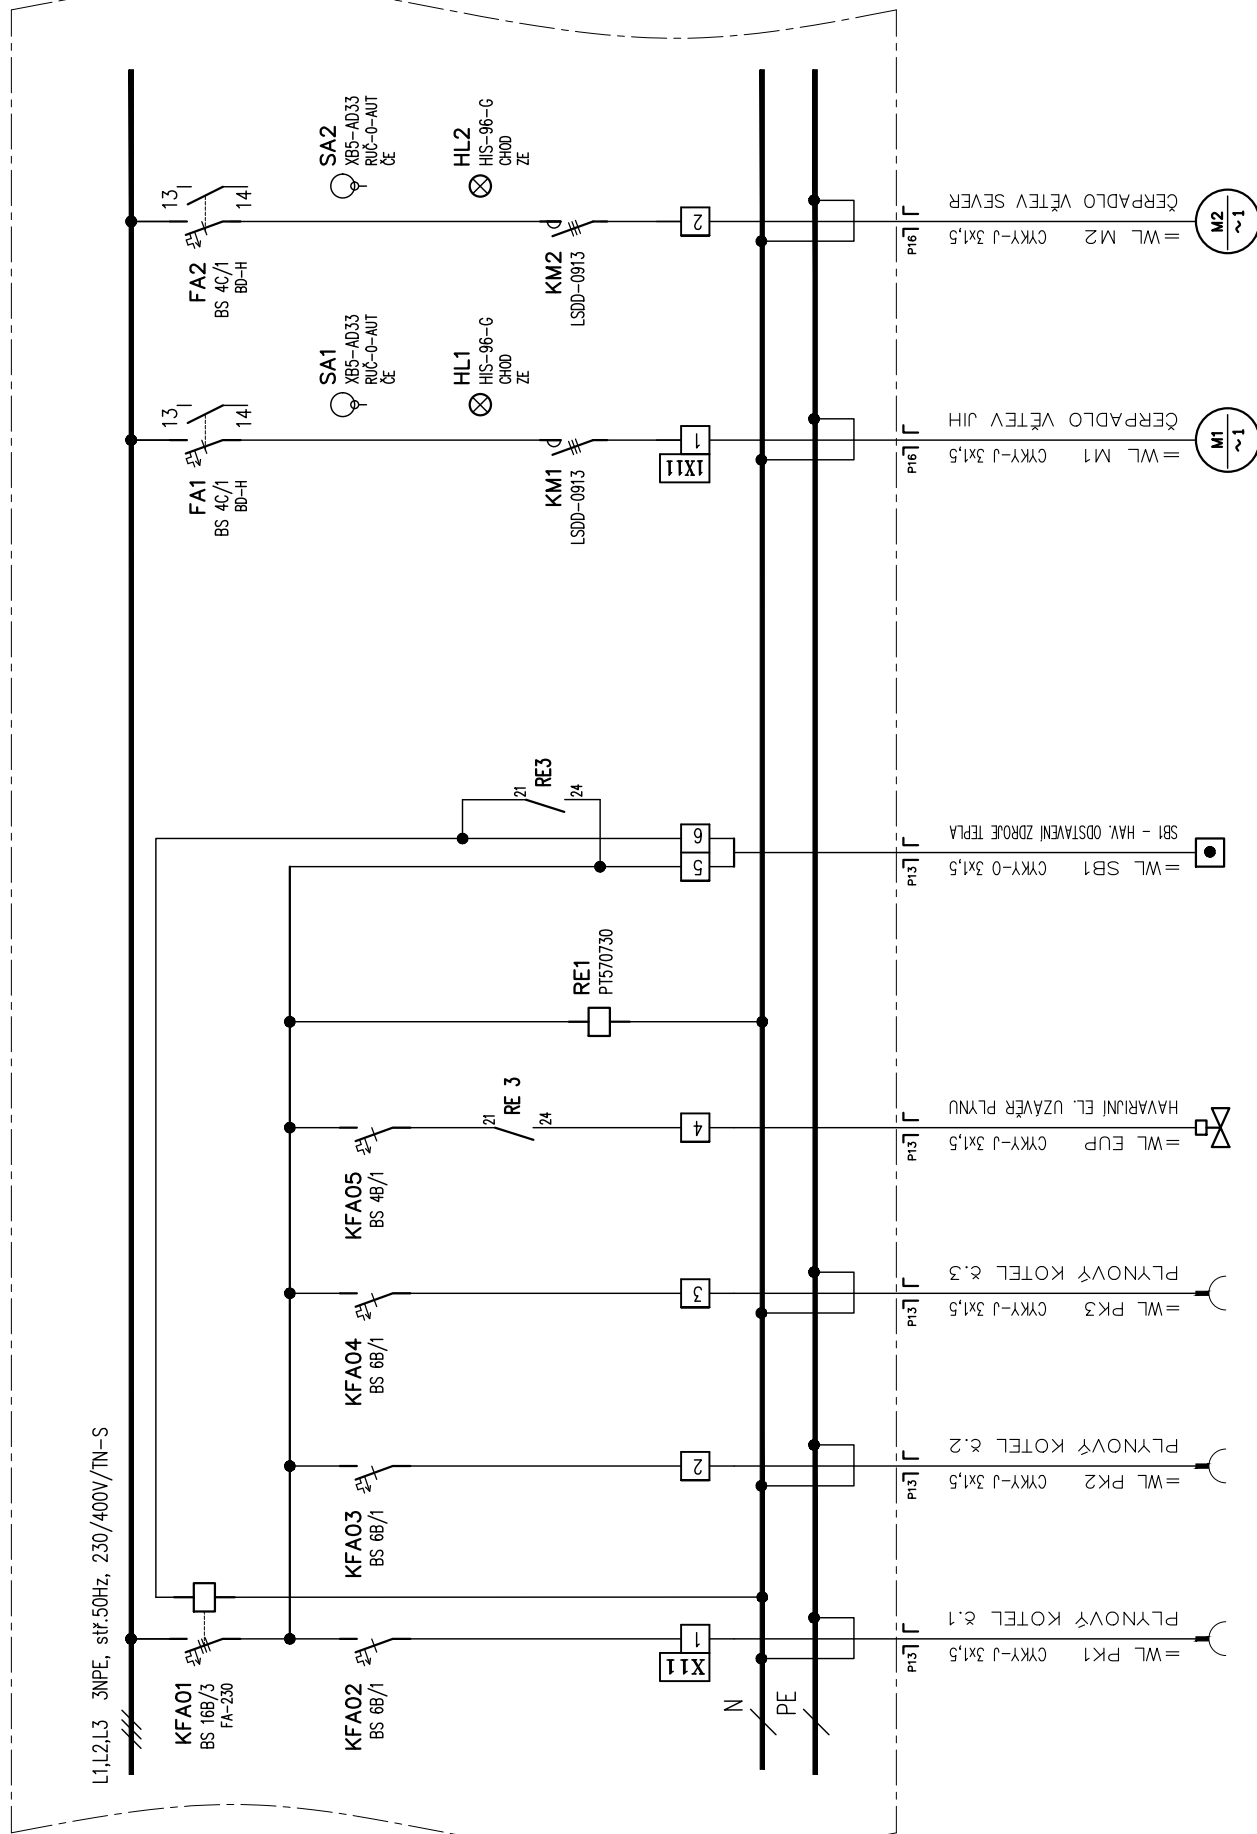 L1,L2,L3 3NPE, stř.50Hz, 230/400V/TN-S
KFA01
BS 16B/3
FA-230
KFA02
BS 6B/1
X11
1
N
PE
P13
=WL PK1 CYKY-J 3x1,5
PLYNOVÝ KOTEL č.1
KFA03
BS 6B/1
2
P13
=WL PK2 CYKY-J 3x1,5
PLYNOVÝ KOTEL č.2
KFA04
BS 6B/1
3
P13
=WL PK3 CYKY-J 3x1,5
PLYNOVÝ KOTEL č.3
KFA05
BS 4B/1
21
RE 3
24
4
P13
=WL EUP CYKY-J 3x1,5
HAVARIJNÍ EL. UZÁVĚR PLYNU
RE1
PT570730
21
RE3
24
5
6
P13
=WL SB1 CYKY-O 3x1,5
SB1 - HAV. ODSTAVENÍ ZDROJE TEPLA
FA1
BS 4C/1
BD-H
13
14
SA1
XB5-AD33
RUČ-0-AUT
ČE
HL1
HIS-96-G
CHOD
ZE
KM1
LSDD-0913
1X11
1
P16
=WL M1 CYKY-J 3x1,5
ČERPADLO VĚTEV JIH
M1
~1
FA2
BS 4C/1
BD-H
13
14
SA2
XB5-AD33
RUČ-0-AUT
ČE
HL2
HIS-96-G
CHOD
ZE
KM2
LSDD-0913
2
P16
=WL M2 CYKY-J 3x1,5
ČERPADLO VĚTEV SEVER
M2
~1